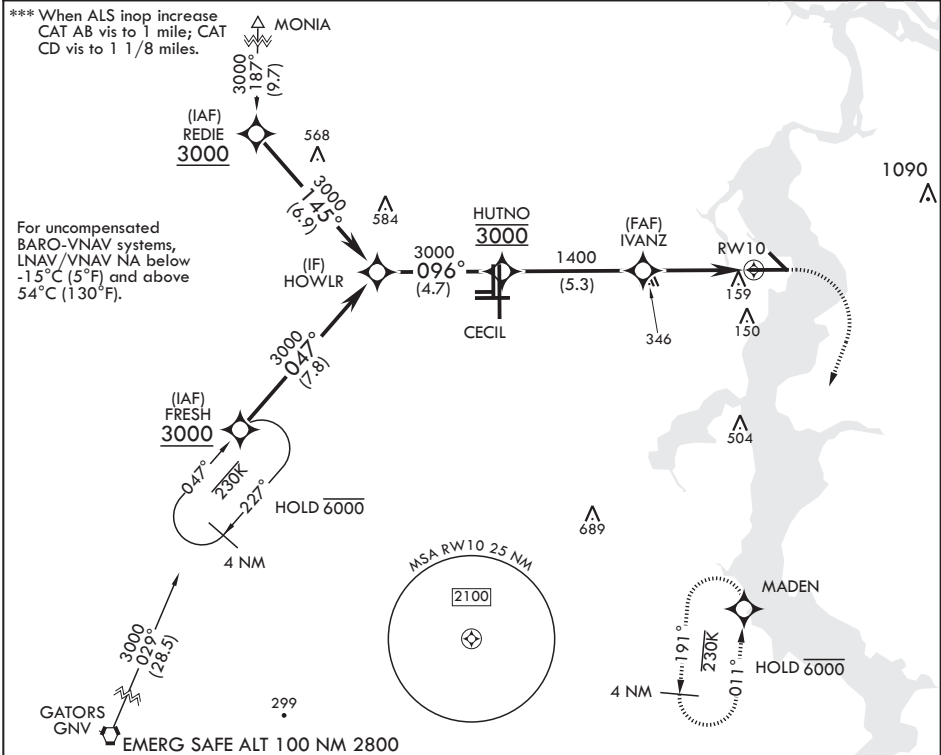 *** When ALS inop increase
CAT AB vis to 1 mile; CAT
CD vis to 1 1/8 miles.
MONIA
3000
187°
(9.7)
(IAF)
REDIE
3000
568
3000
145°
(6.9)
584
1090
For uncompensated
BARO-VNAV systems,
LNAV/VNAV NA below
-15°C (5°F) and above
54°C (130°F).
(IF)
HOWLR
3000
096°
(4.7)
HUTNO
3000
CECIL
1400
(5.3)
(FAF)
IVANZ
346
RW10
159
150
3000
047°
(7.8)
(IAF)
FRESH
3000
047°
230K
227°
HOLD 6000
4 NM
504
689
MSA RW10 25 NM
2100
MADEN
191°
230K
011°
HOLD 6000
4 NM
3000
029°
(28.5)
GATORS
GNV
299
EMERG SAFE ALT 100 NM 2800